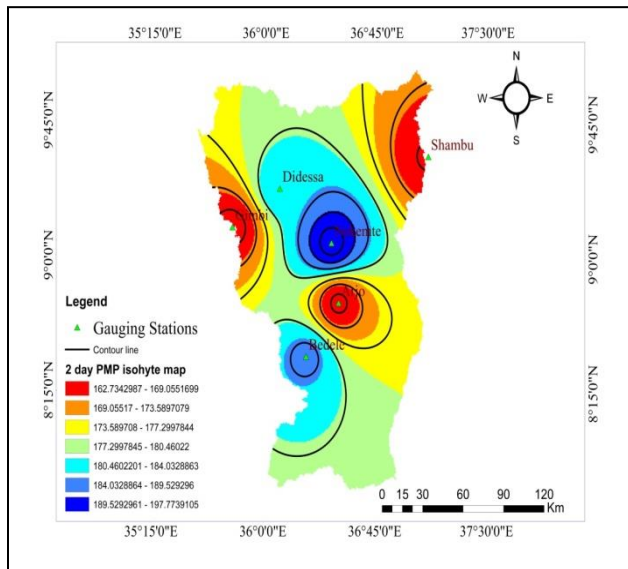 35°15'0"E 36°0'0"E 36°45'0"E 37°30'0"E
N
W E
S
9°45'0"N 9°45'0"N
Shambu
Didessa
9°0'0"N 9°0'0"N
Legend
Gauging Stations
Contour line
2 day PMP isohyte map
162.7342987 - 169.0551699
169.05517 - 173.5897079
173.589708 - 177.2997844
177.2997845 - 180.46022
180.4602201 - 184.0328863
184.0328864 - 189.529296
189.5292961 - 197.7739105
Arjo
Bedele
8°15'0"N 8°15'0"N
0 15 30 60 90 120
Km
35°15'0"E 36°0'0"E 36°45'0"E 37°30'0"E